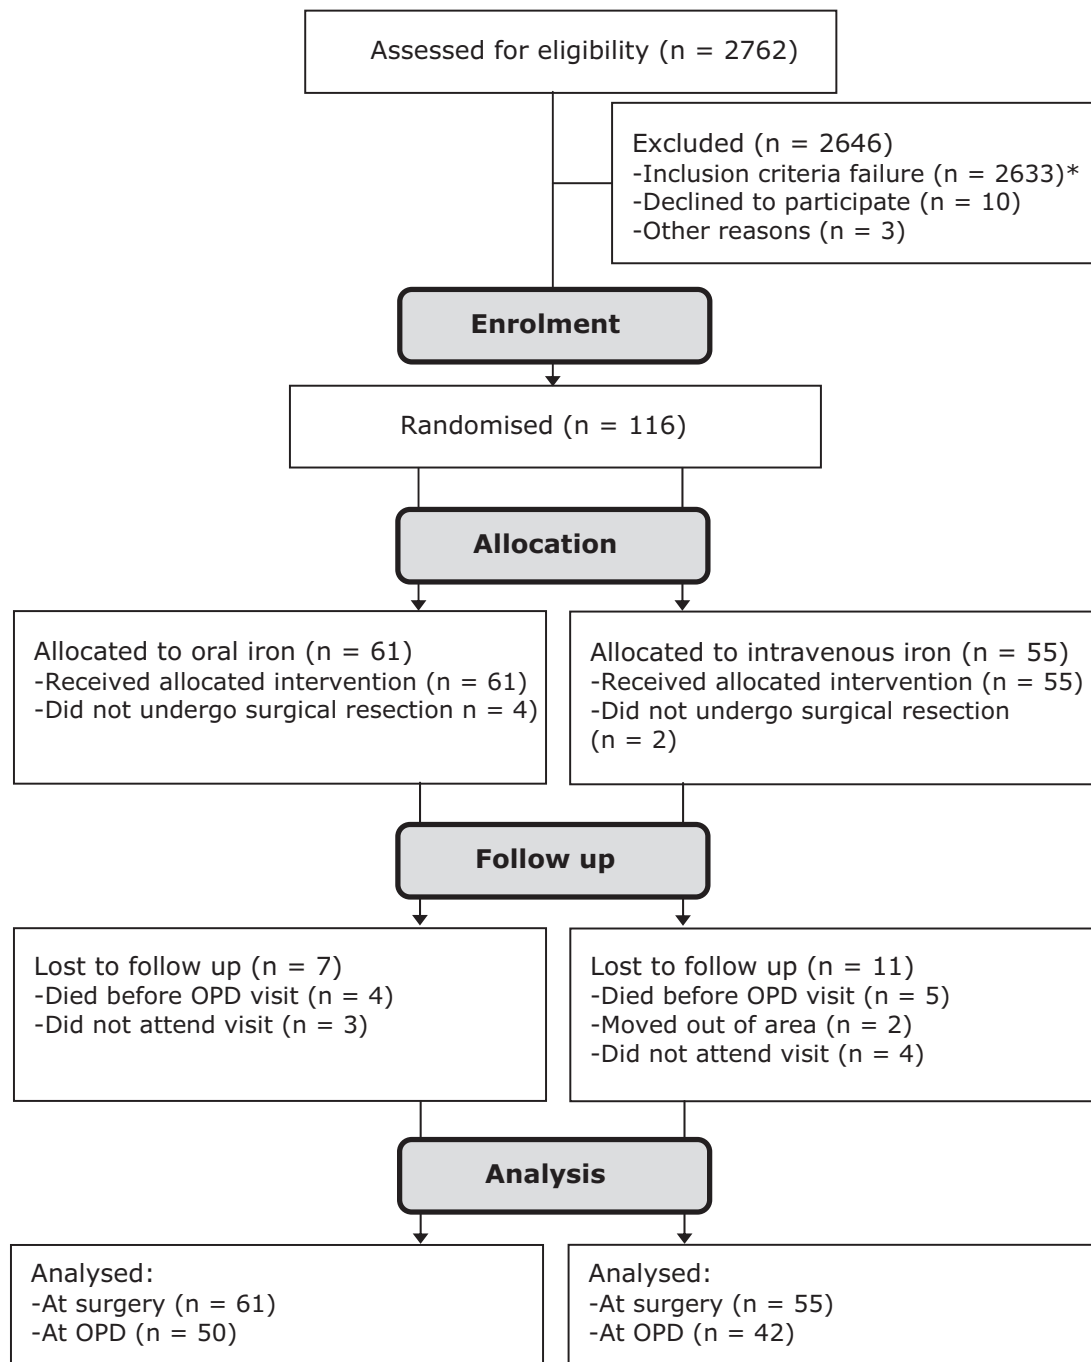 Assessed for eligibility (n = 2762)
Excluded (n = 2646)
-Inclusion criteria failure (n = 2633)*
-Declined to participate (n = 10)
-Other reasons (n = 3)
Enrolment
Randomised (n = 116)
Allocation
Allocated to oral iron (n = 61)
-Received allocated intervention (n = 61)
-Did not undergo surgical resection n = 4)
Allocated to intravenous iron (n = 55)
-Received allocated intervention (n = 55)
-Did not undergo surgical resection
(n = 2)
Follow up
Lost to follow up (n = 7)
-Died before OPD visit (n = 4)
-Did not attend visit (n = 3)
Lost to follow up (n = 11)
-Died before OPD visit (n = 5)
-Moved out of area (n = 2)
-Did not attend visit (n = 4)
Analysis
Analysed:
-At surgery (n = 61)
-At OPD (n = 50)
Analysed:
-At surgery (n = 55)
-At OPD (n = 42)